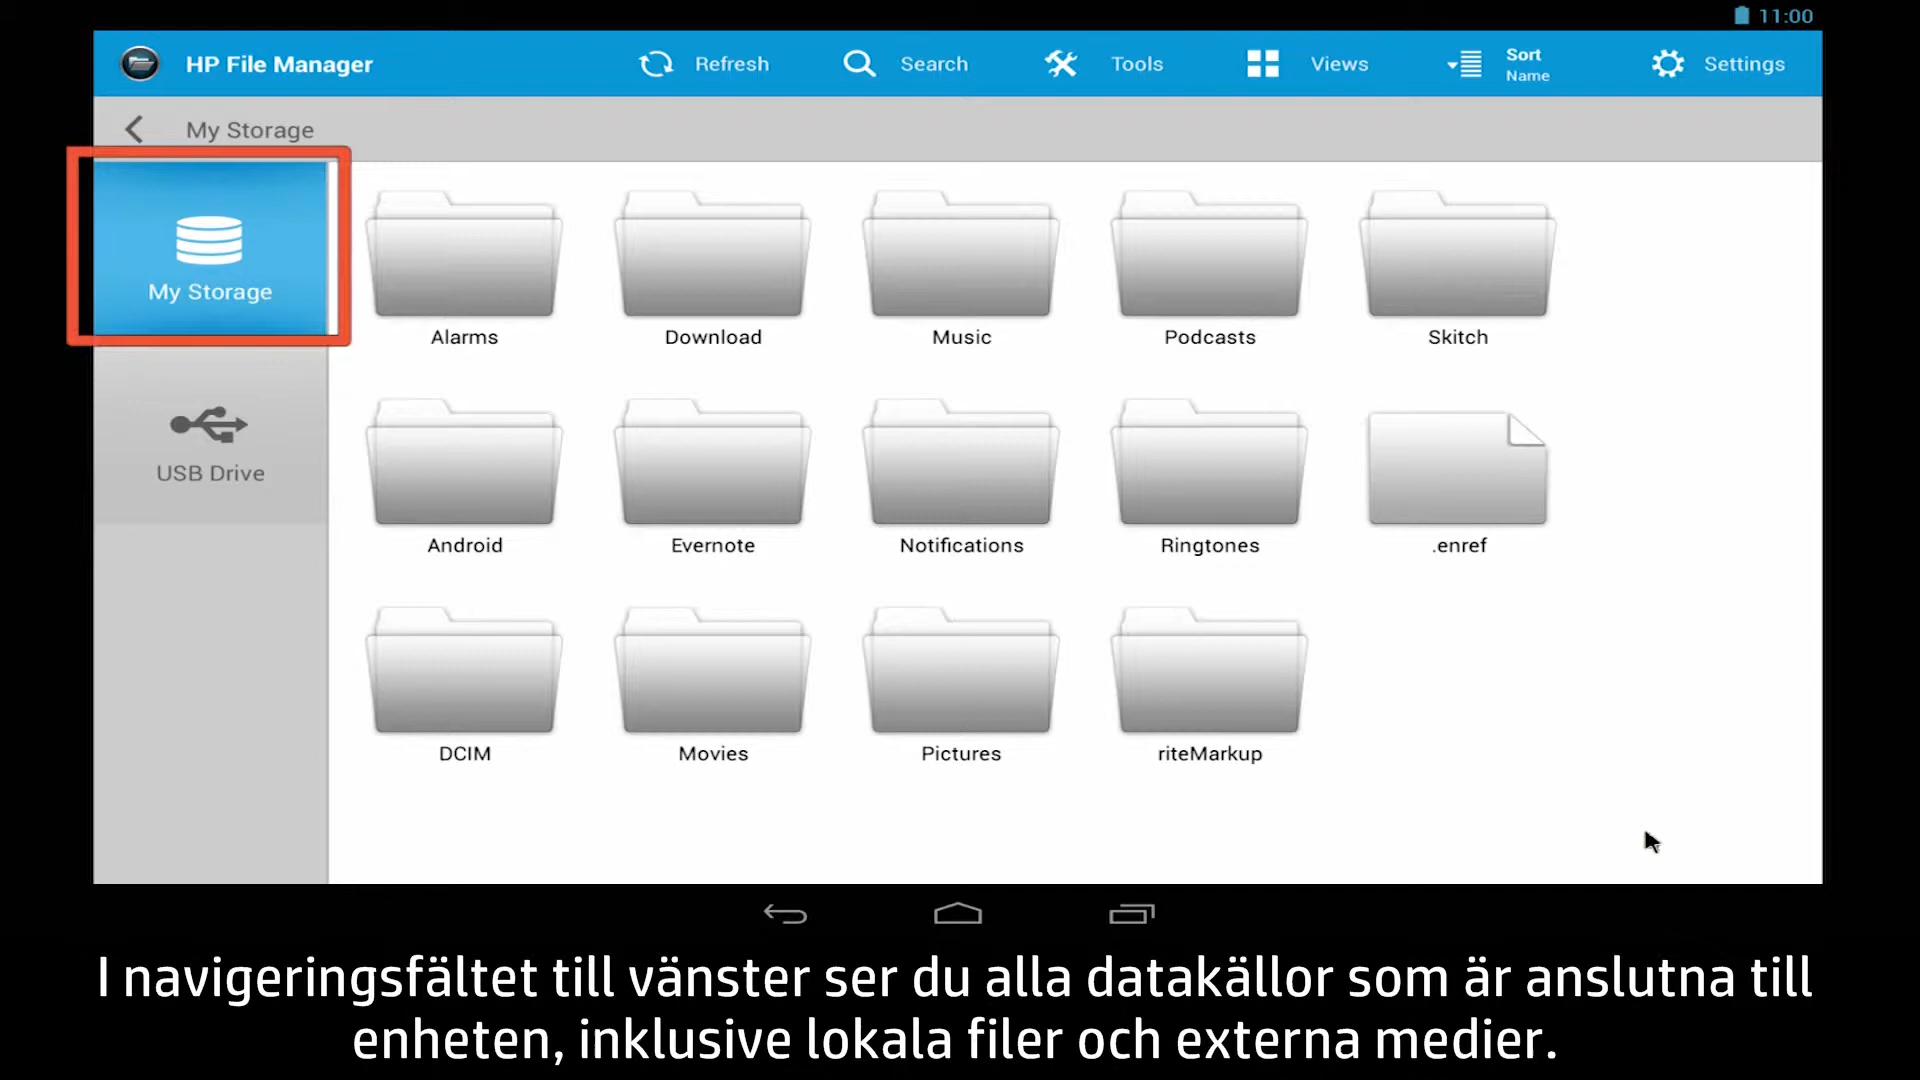 11:00
HP File Manager Refresh Search Tools Views Sort Name Settings
My Storage
My Storage
USB Drive
Alarms Download Music Podcasts Skitch
Android Evernote Notifications Ringtones .enref
DCIM Movies Pictures riteMarkup
I navigeringsfältet till vänster ser du alla datakällor som är anslutna till
enheten, inklusive lokala filer och externa medier.